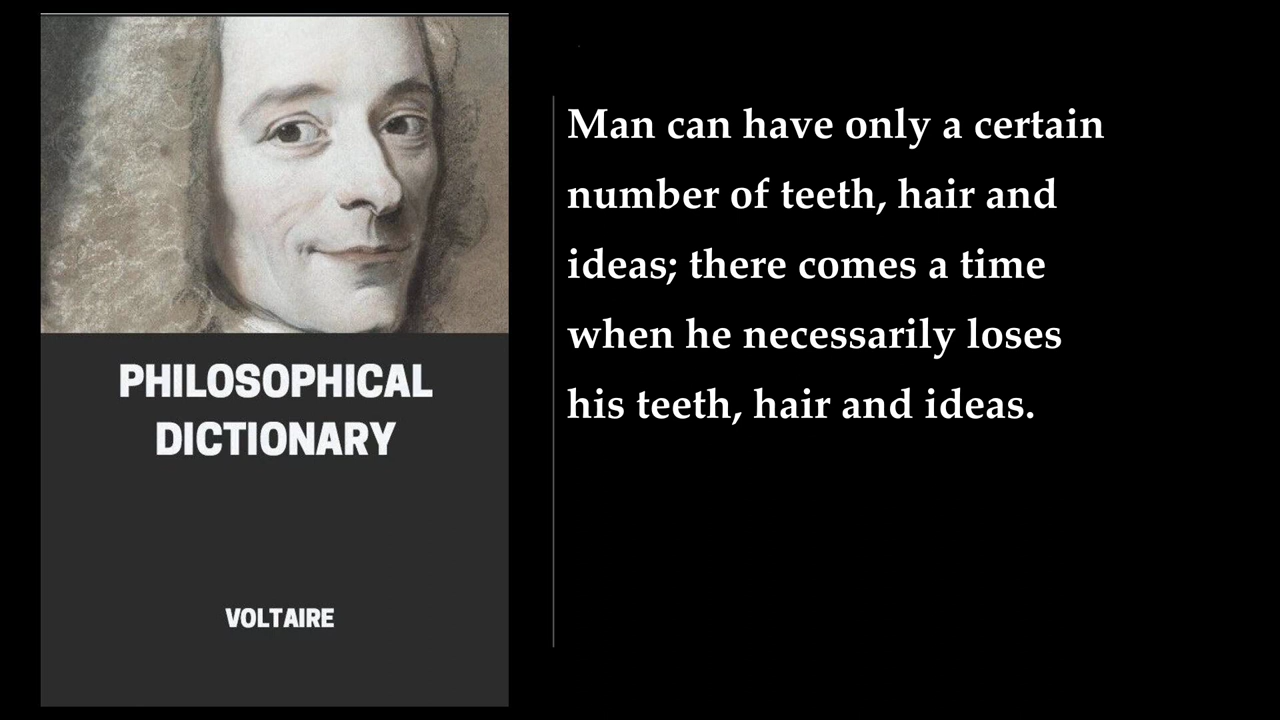 PHILOSOPHICAL
DICTIONARY
VOLTAIRE
Man can have only a certain
number of teeth, hair and
ideas; there comes a time
when he necessarily loses
his teeth, hair and ideas.